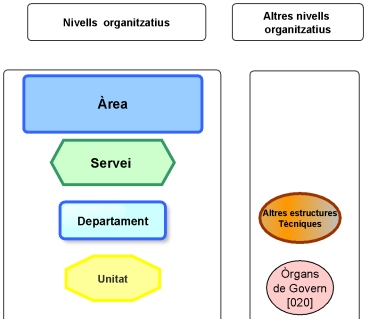 Nivells organitzatius
Altres nivells
organitzatius
Àrea
Servei
Departament
Unitat
Altres estructures
Tècniques
Òrgans
de Govern
[020]